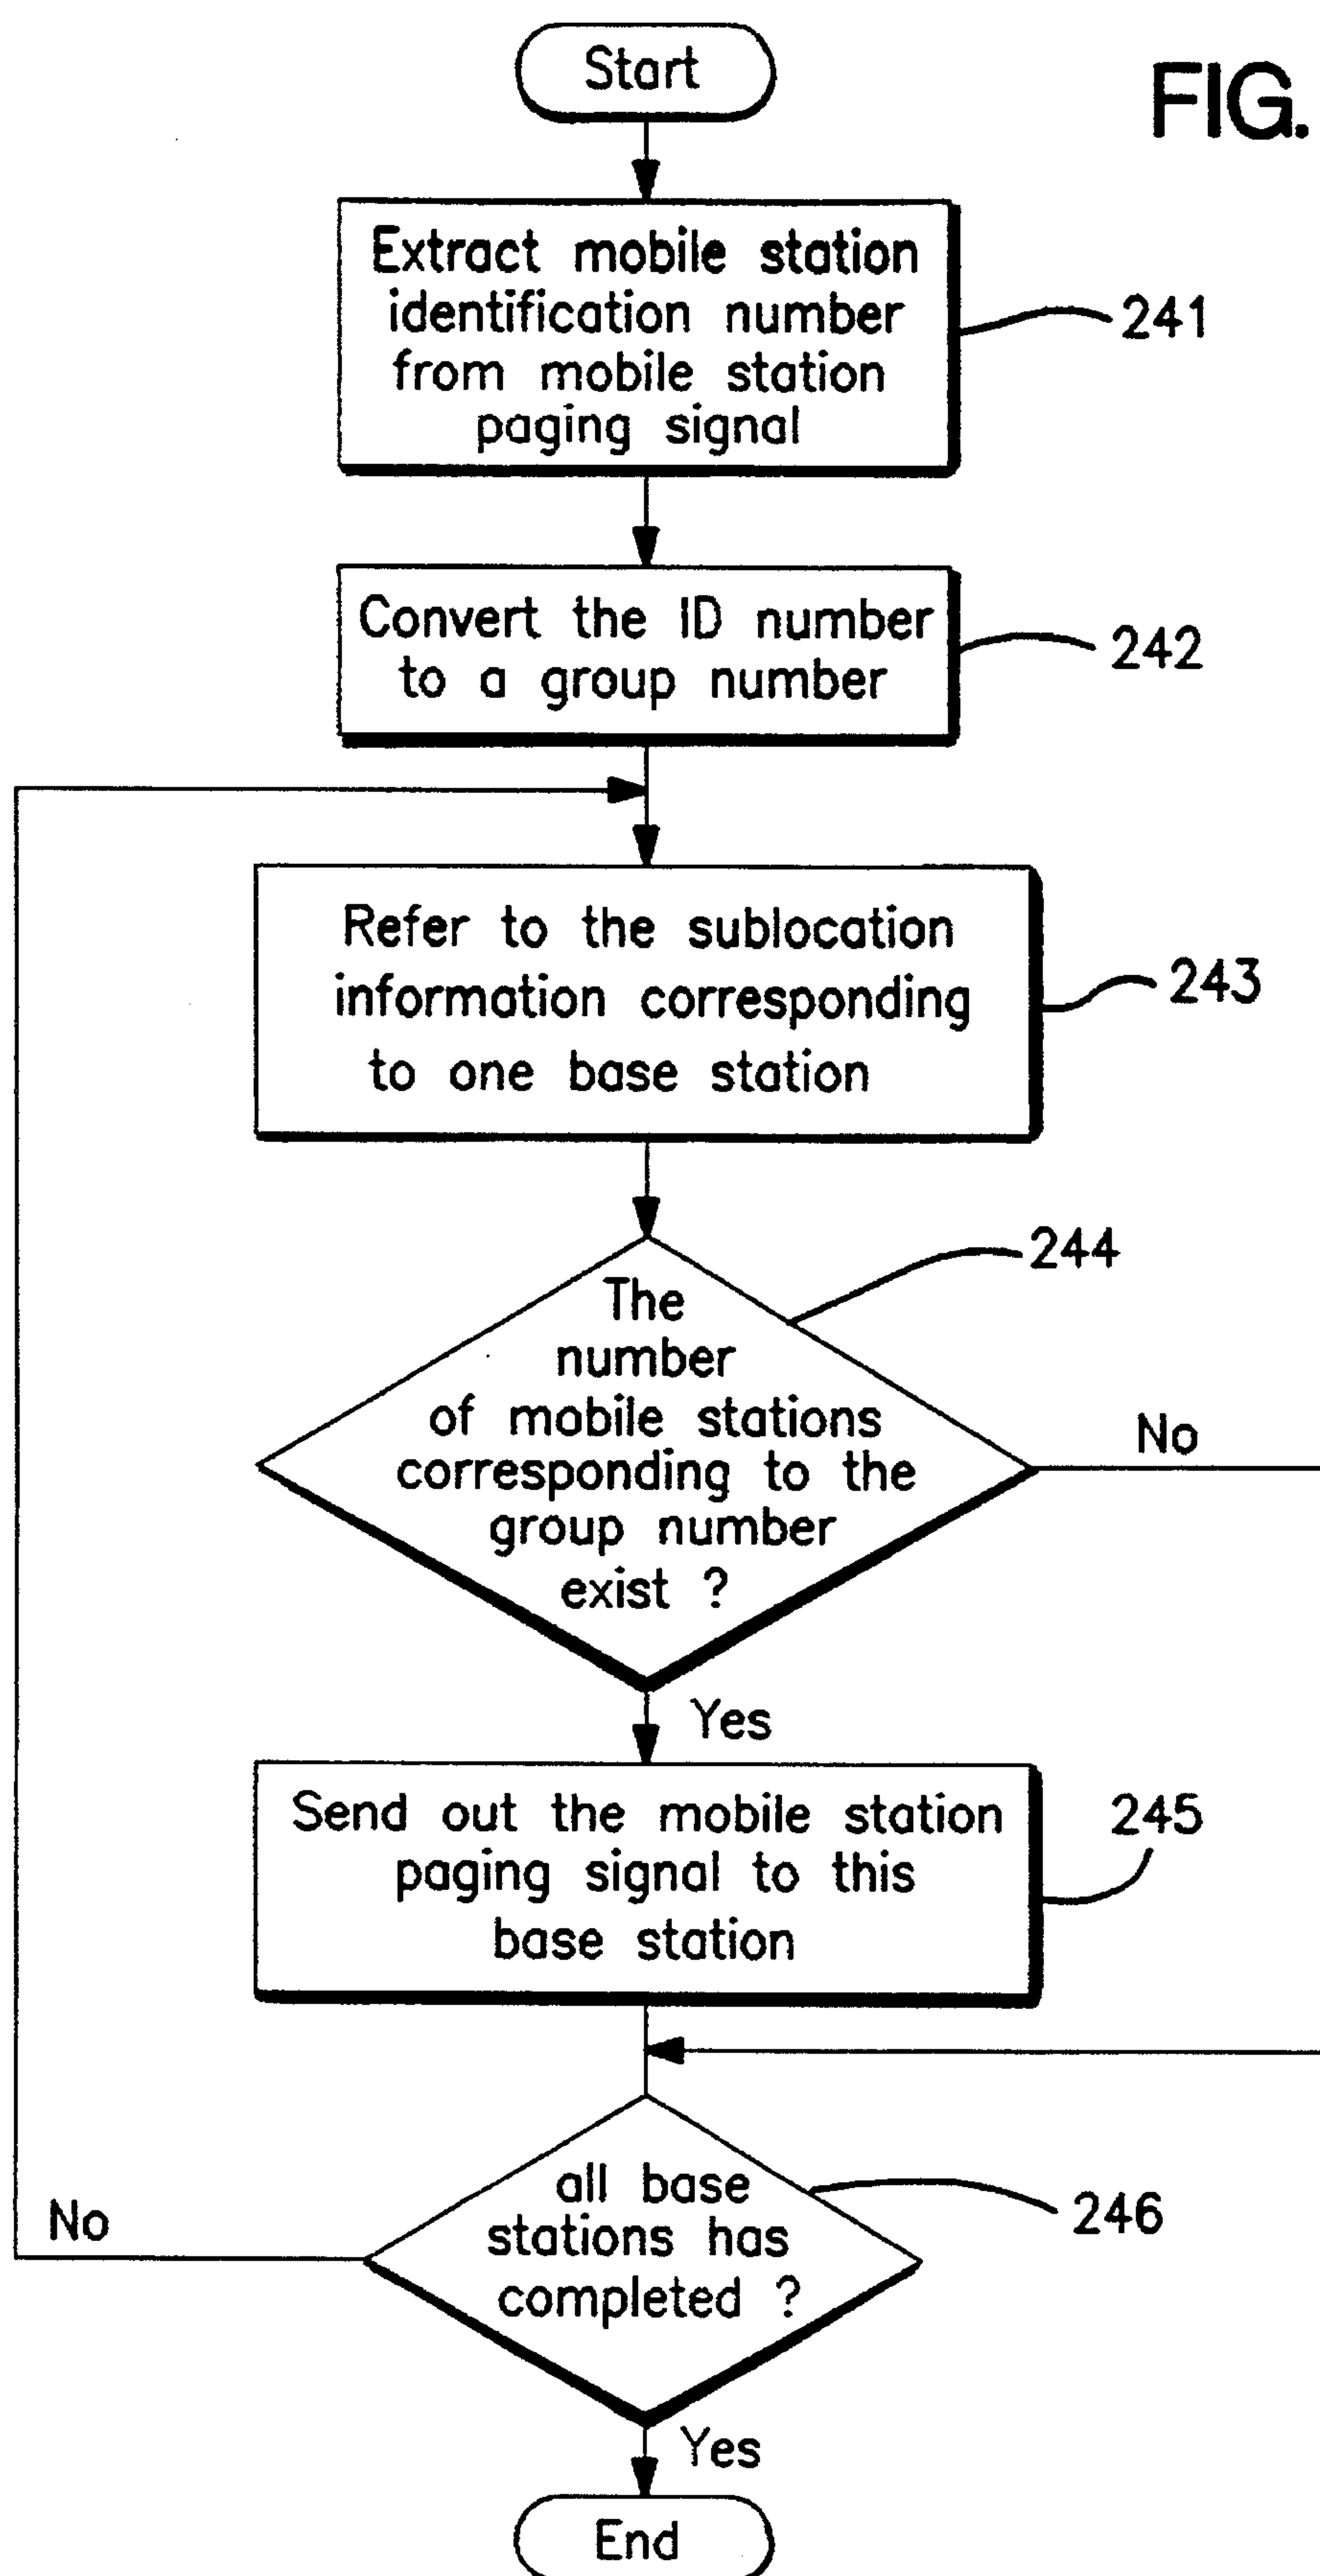 Start
FIG.
Extract mobile station
identification number
from mobile station
paging signal
241
Convert the ID number
to a group number
242
Refer to the sublocation
information corresponding
to one base station
243
244
The
number
of mobile stations
corresponding to the
group number
exist ?
No
Yes
Send out the mobile station
paging signal to this
base station
245
all base
stations has
completed ?
246
No
Yes
End